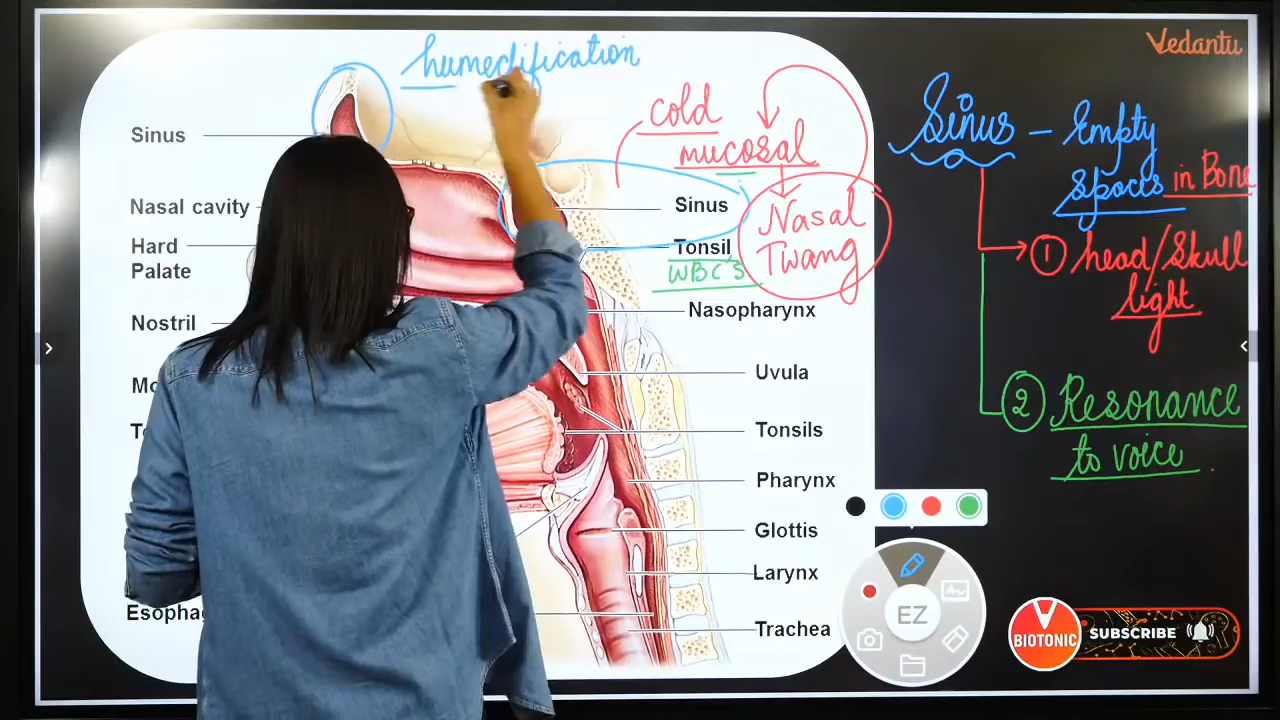 humedification
Vedantu
Sinus
cold
mucosal
Sinus – Empty
Spaces in Bone
Nasal cavity
Sinus
Nasal
Twang
Hard
Palate
Tonsil
WBC'S
① head/Skull
light
Nostril
Nasopharynx
Uvula
② Resonance
to voice.
Tonsils
Pharynx
Glottis
Larynx
EZ
Trachea
BIOTONIC
SUBSCRIBE